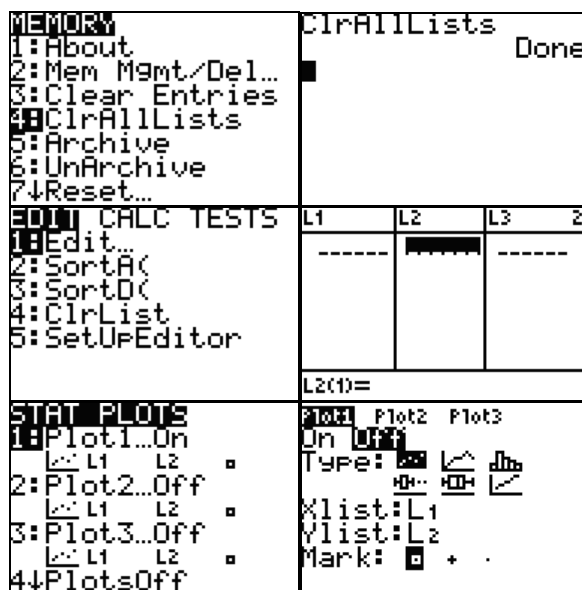 MEMORY
1:About
2:Mem Mgmt/Del…
3:Clear Entries
4:ClrAllLists
5:Archive
6:UnArchive
7↓Reset…
ClrAllLists
Done
EDIT CALC TESTS
1:Edit…
2:SortA(
3:SortD(
4:ClrList
5:SetUpEditor
L1 L2 L3 2
------ ------
L2(1)=
STAT PLOTS
1:Plot1…On
L1 L2
2:Plot2…Off
L1 L2
3:Plot3…Off
L1 L2
4↓PlotsOff
Plot1 Plot2 Plot3
On Off
Type:
Xlist:L1
Ylist:L2
Mark: + ·